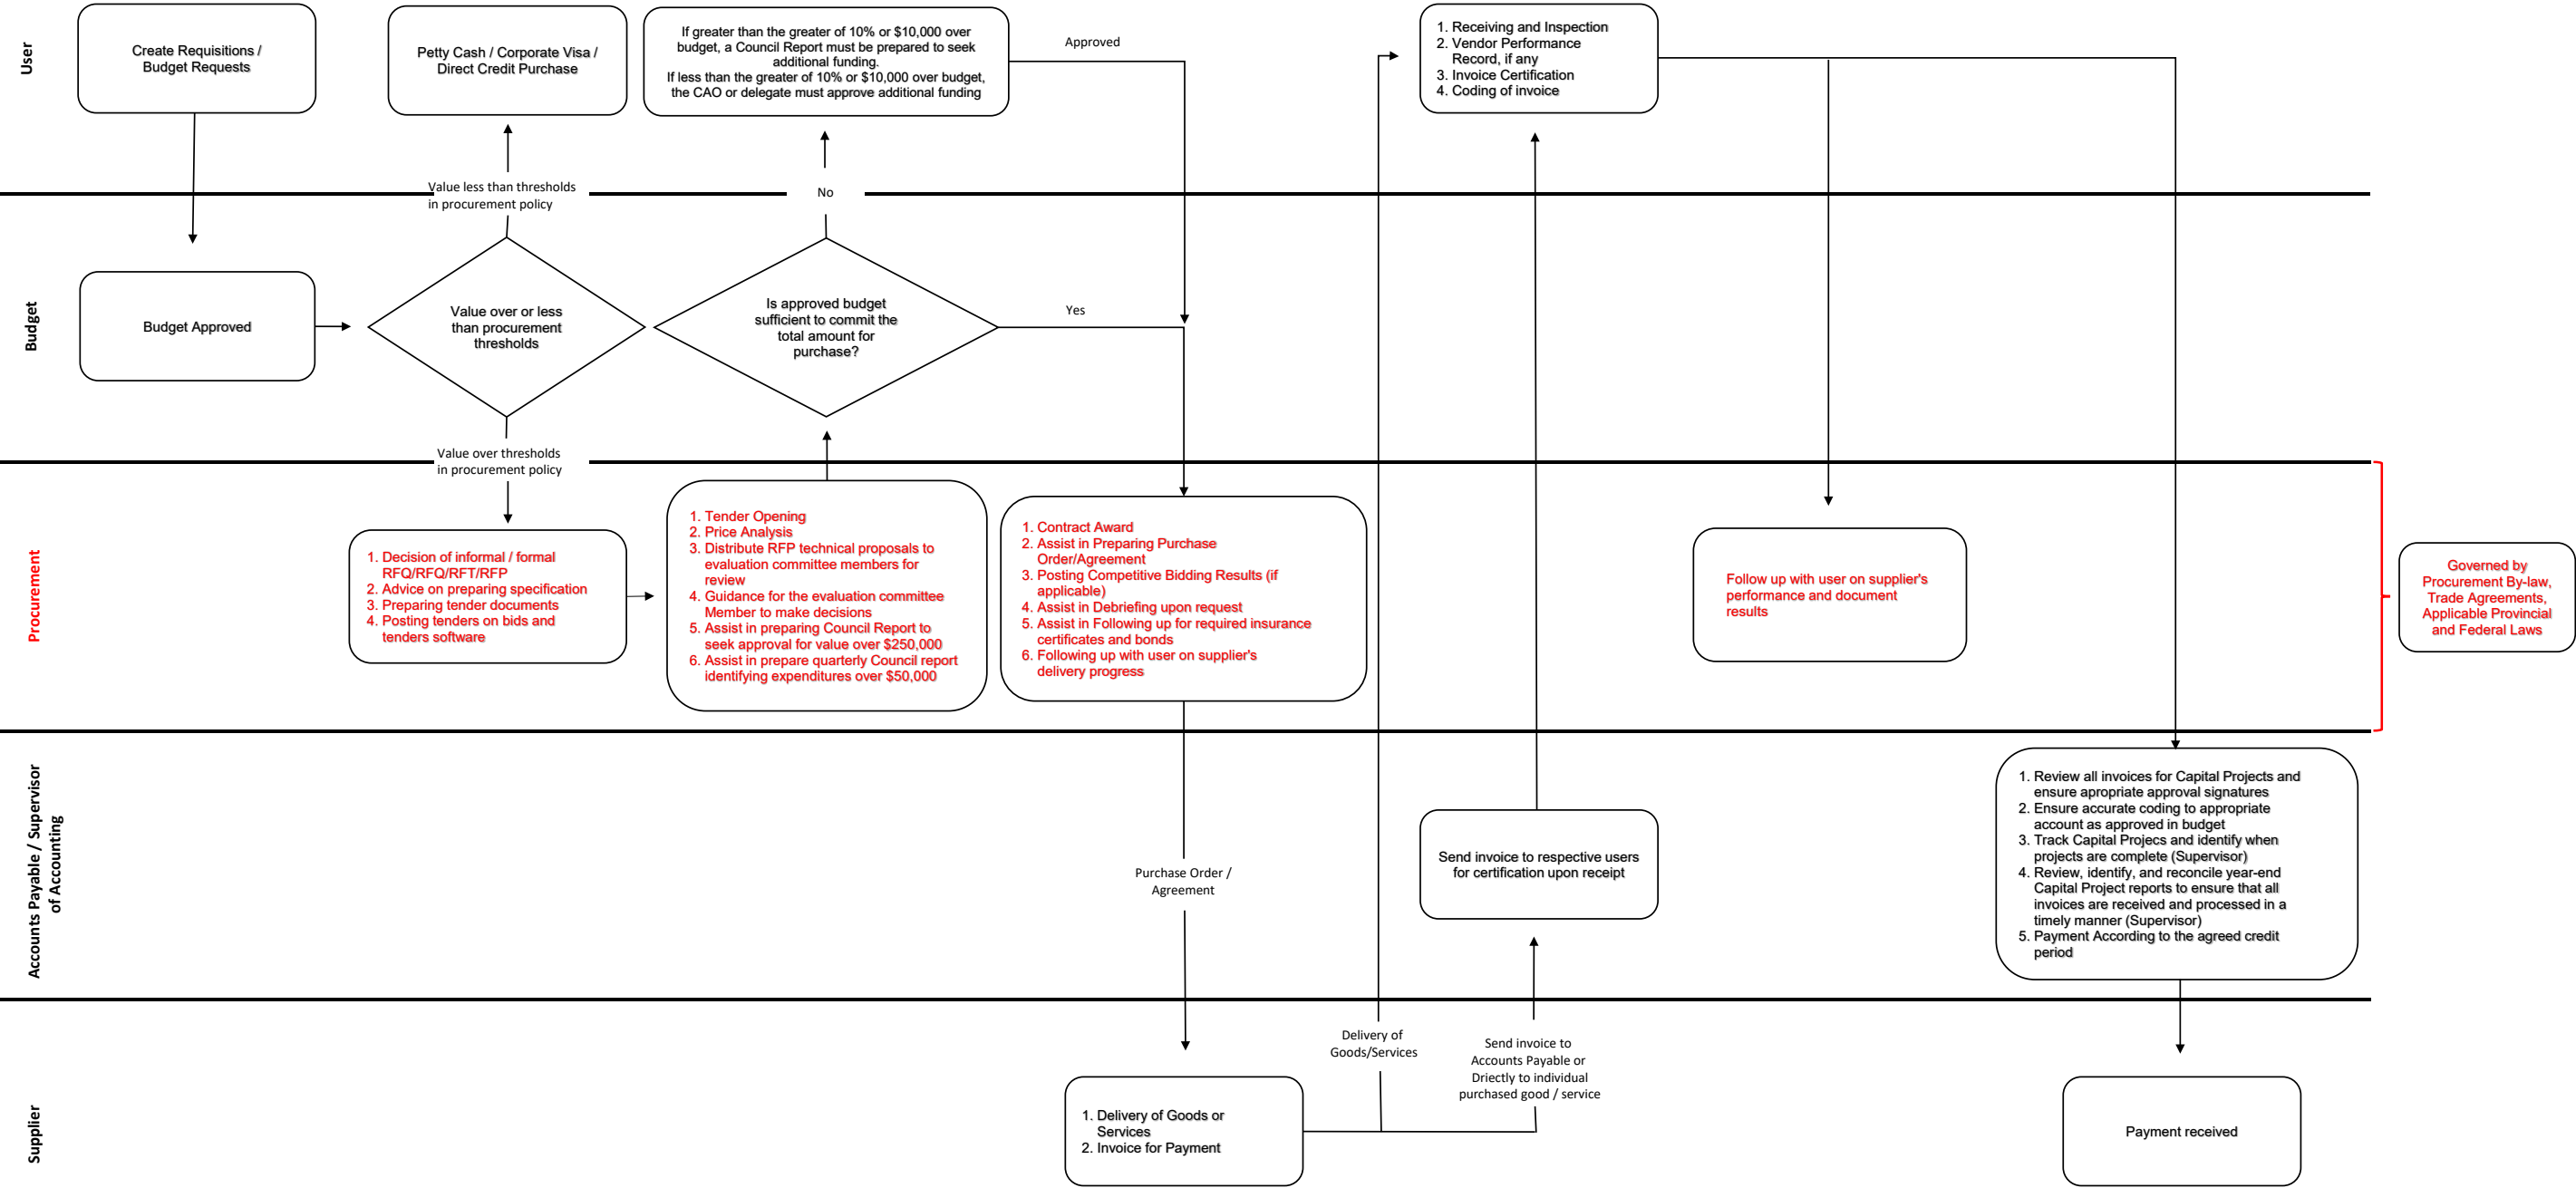 User
Create Requisitions /
Budget Requests
Petty Cash / Corporate Visa /
Direct Credit Purchase
If greater than the greater of 10% or $10,000 over
budget, a Council Report must be prepared to seek
additional funding.
If less than the greater of 10% or $10,000 over budget,
the CAO or delegate must approve additional funding
Approved
1. Receiving and Inspection
2. Vendor Performance
Record, if any
3. Invoice Certification
4. Coding of invoice
Value less than thresholds
in procurement policy
No
Budget
Budget Approved
Value over or less
than procurement
thresholds
Is approved budget
sufficient to commit the
total amount for
purchase?
Yes
Value over thresholds
in procurement policy
Procurement
1. Decision of informal / formal
RFQ/RFQ/RFT/RFP
2. Advice on preparing specification
3. Preparing tender documents
4. Posting tenders on bids and
tenders software
1. Tender Opening
2. Price Analysis
3. Distribute RFP technical proposals to
evaluation committee members for
review
4. Guidance for the evaluation committee
Member to make decisions
5. Assist in preparing Council Report to
seek approval for value over $250,000
6. Assist in prepare quarterly Council report
identifying expenditures over $50,000
1. Contract Award
2. Assist in Preparing Purchase
Order/Agreement
3. Posting Competitive Bidding Results (if
applicable)
4. Assist in Debriefing upon request
5. Assist in Following up for required insurance
certificates and bonds
6. Following up with user on supplier's
delivery progress
Follow up with user on supplier's
performance and document
results
Governed by
Procurement By-law,
Trade Agreements,
Applicable Provincial
and Federal Laws
Accounts Payable / Supervisor
of Accounting
Purchase Order /
Agreement
Send invoice to respective users
for certification upon receipt
1. Review all invoices for Capital Projects and
ensure apropriate approval signatures
2. Ensure accurate coding to appropriate
account as approved in budget
3. Track Capital Projecs and identify when
projects are complete (Supervisor)
4. Review, identify, and reconcile year-end
Capital Project reports to ensure that all
invoices are received and processed in a
timely manner (Supervisor)
5. Payment According to the agreed credit
period
Supplier
Delivery of
Goods/Services
Send invoice to
Accounts Payable or
Driectly to individual
purchased good / service
1. Delivery of Goods or
Services
2. Invoice for Payment
Payment received